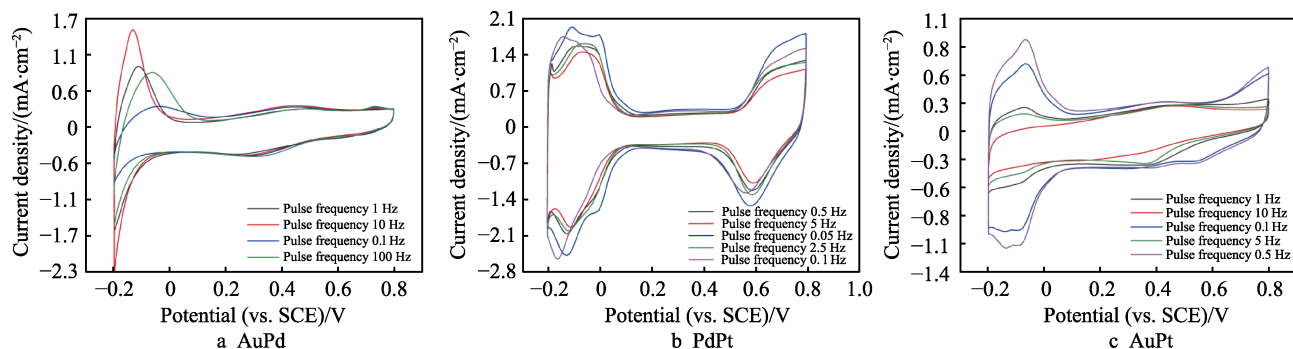 1.7
1.2
0.6
0
−0.6
−1.1
−1.7
−2.3
Current density/(mA·cm⁻²)
Pulse frequency 1 Hz
Pulse frequency 10 Hz
Pulse frequency 0.1 Hz
Pulse frequency 100 Hz
−0.2 0 0.2 0.4 0.6 0.8
Potential (vs. SCE)/V
a AuPd
2.1
1.4
0.7
0
−0.7
−1.4
−2.1
−2.8
Current density/(mA·cm⁻²)
Pulse frequency 0.5 Hz
Pulse frequency 5 Hz
Pulse frequency 0.05 Hz
Pulse frequency 2.5 Hz
Pulse frequency 0.1 Hz
−0.2 0 0.2 0.4 0.6 0.8 1.0
Potential (vs. SCE)/V
b PdPt
1.1
0.8
0.6
0.3
0
−0.3
−0.6
−0.8
−1.1
−1.4
Current density/(mA·cm⁻²)
Pulse frequency 1 Hz
Pulse frequency 10 Hz
Pulse frequency 0.1 Hz
Pulse frequency 5 Hz
Pulse frequency 0.5 Hz
−0.2 0 0.2 0.4 0.6 0.8
Potential (vs. SCE)/V
c AuPt